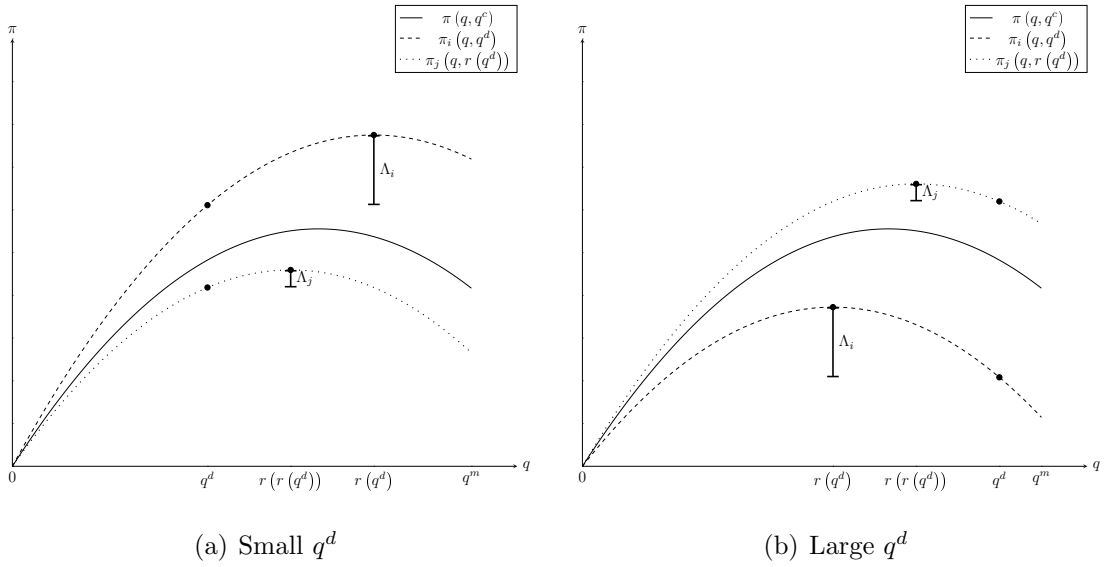 π
π (q, q^c)
π_i (q, q^d)
π_j (q, r (q^d))
Λ_i
Λ_j
0
q^d
r (r (q^d))
r (q^d)
q^m
q
(a) Small q^d
π
π (q, q^c)
π_i (q, q^d)
π_j (q, r (q^d))
Λ_j
Λ_i
0
r (q^d)
r (r (q^d))
q^d
q^m
q
(b) Large q^d